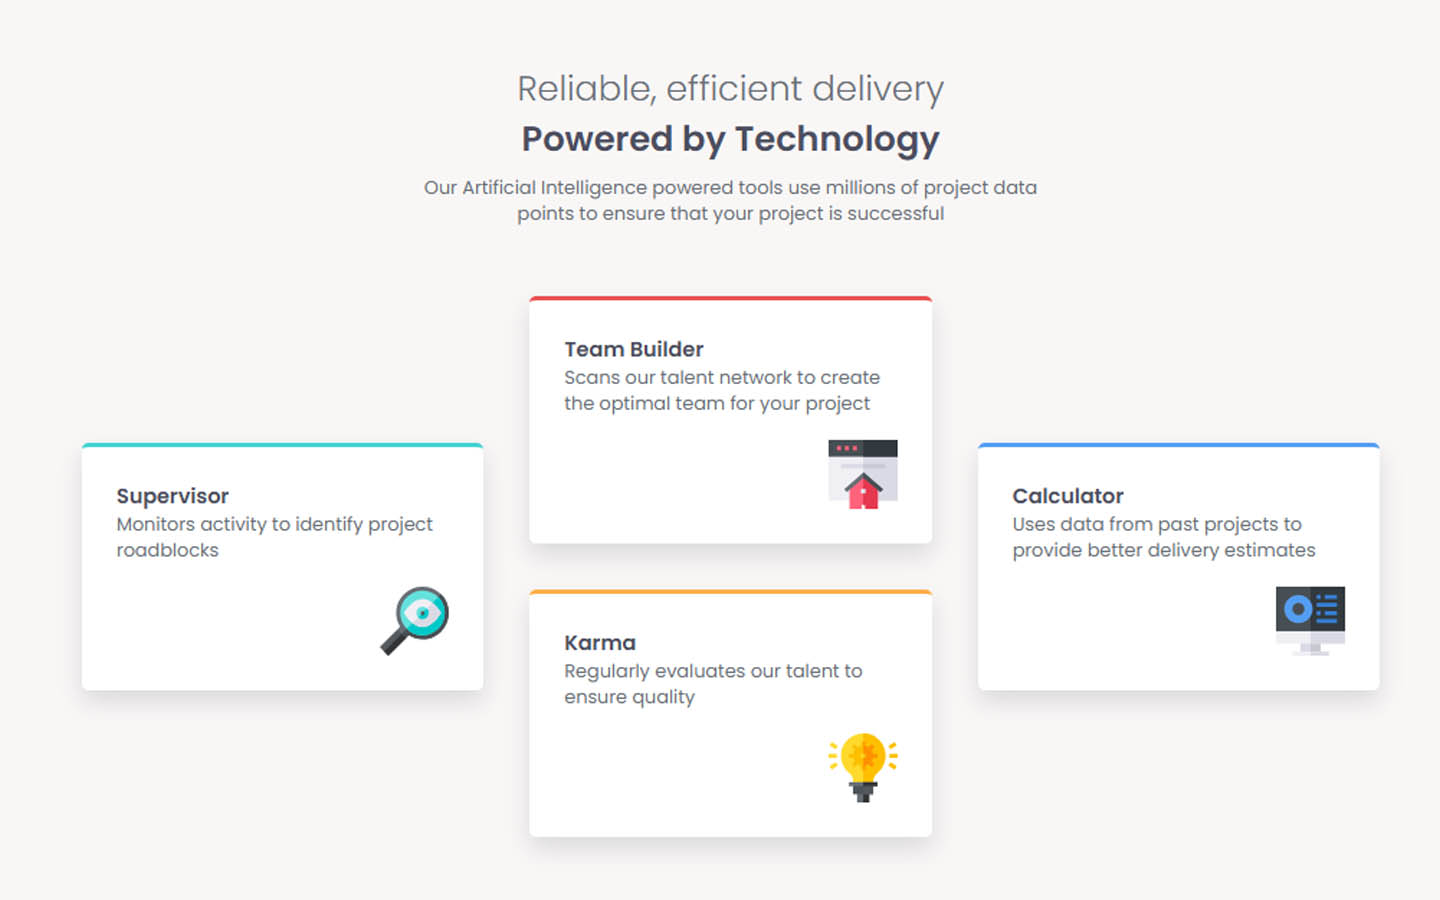 Reliable, efficient delivery
Powered by Technology
Our Artificial Intelligence powered tools use millions of project data
points to ensure that your project is successful
Team Builder
Scans our talent network to create
the optimal team for your project
Supervisor
Monitors activity to identify project
roadblocks
Calculator
Uses data from past projects to
provide better delivery estimates
Karma
Regularly evaluates our talent to
ensure quality